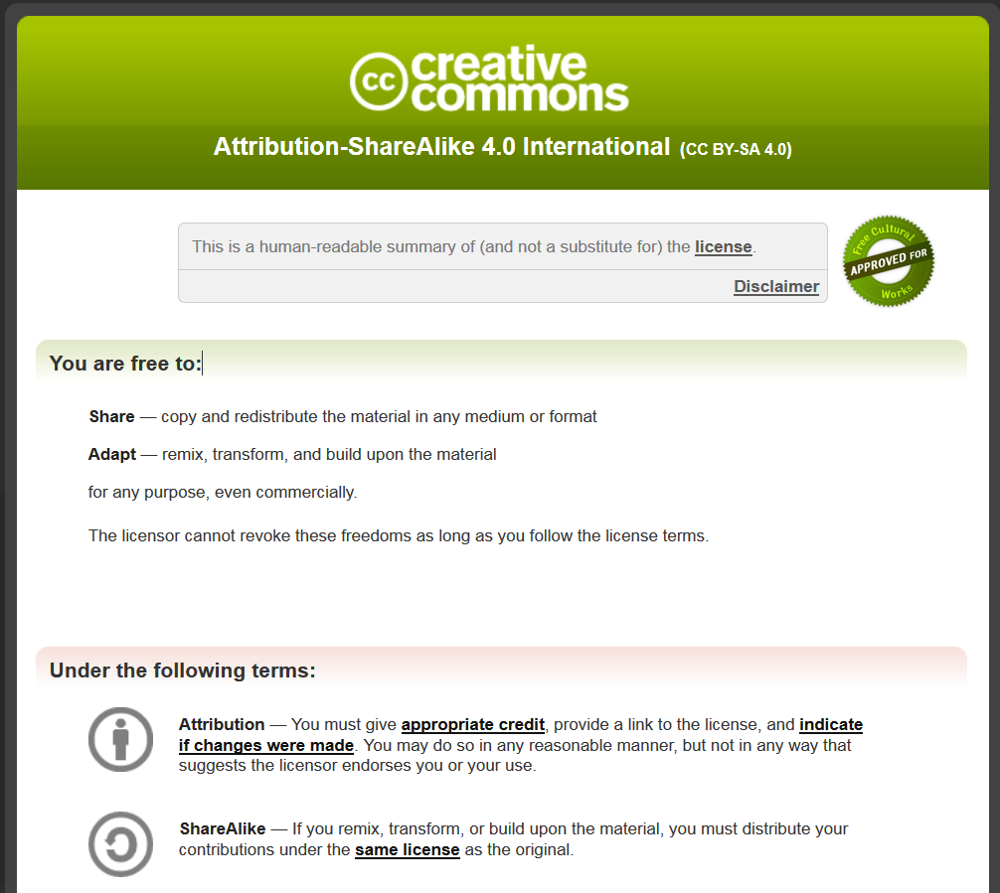 cc creative
commons
Attribution-ShareAlike 4.0 International (CC BY-SA 4.0)
This is a human-readable summary of (and not a substitute for) the license.
Disclaimer
Free Cultural
APPROVED FOR
Works
You are free to:
Share — copy and redistribute the material in any medium or format
Adapt — remix, transform, and build upon the material
for any purpose, even commercially.
The licensor cannot revoke these freedoms as long as you follow the license terms.
Under the following terms:
Attribution — You must give appropriate credit, provide a link to the license, and indicate
if changes were made. You may do so in any reasonable manner, but not in any way that
suggests the licensor endorses you or your use.
ShareAlike — If you remix, transform, or build upon the material, you must distribute your
contributions under the same license as the original.